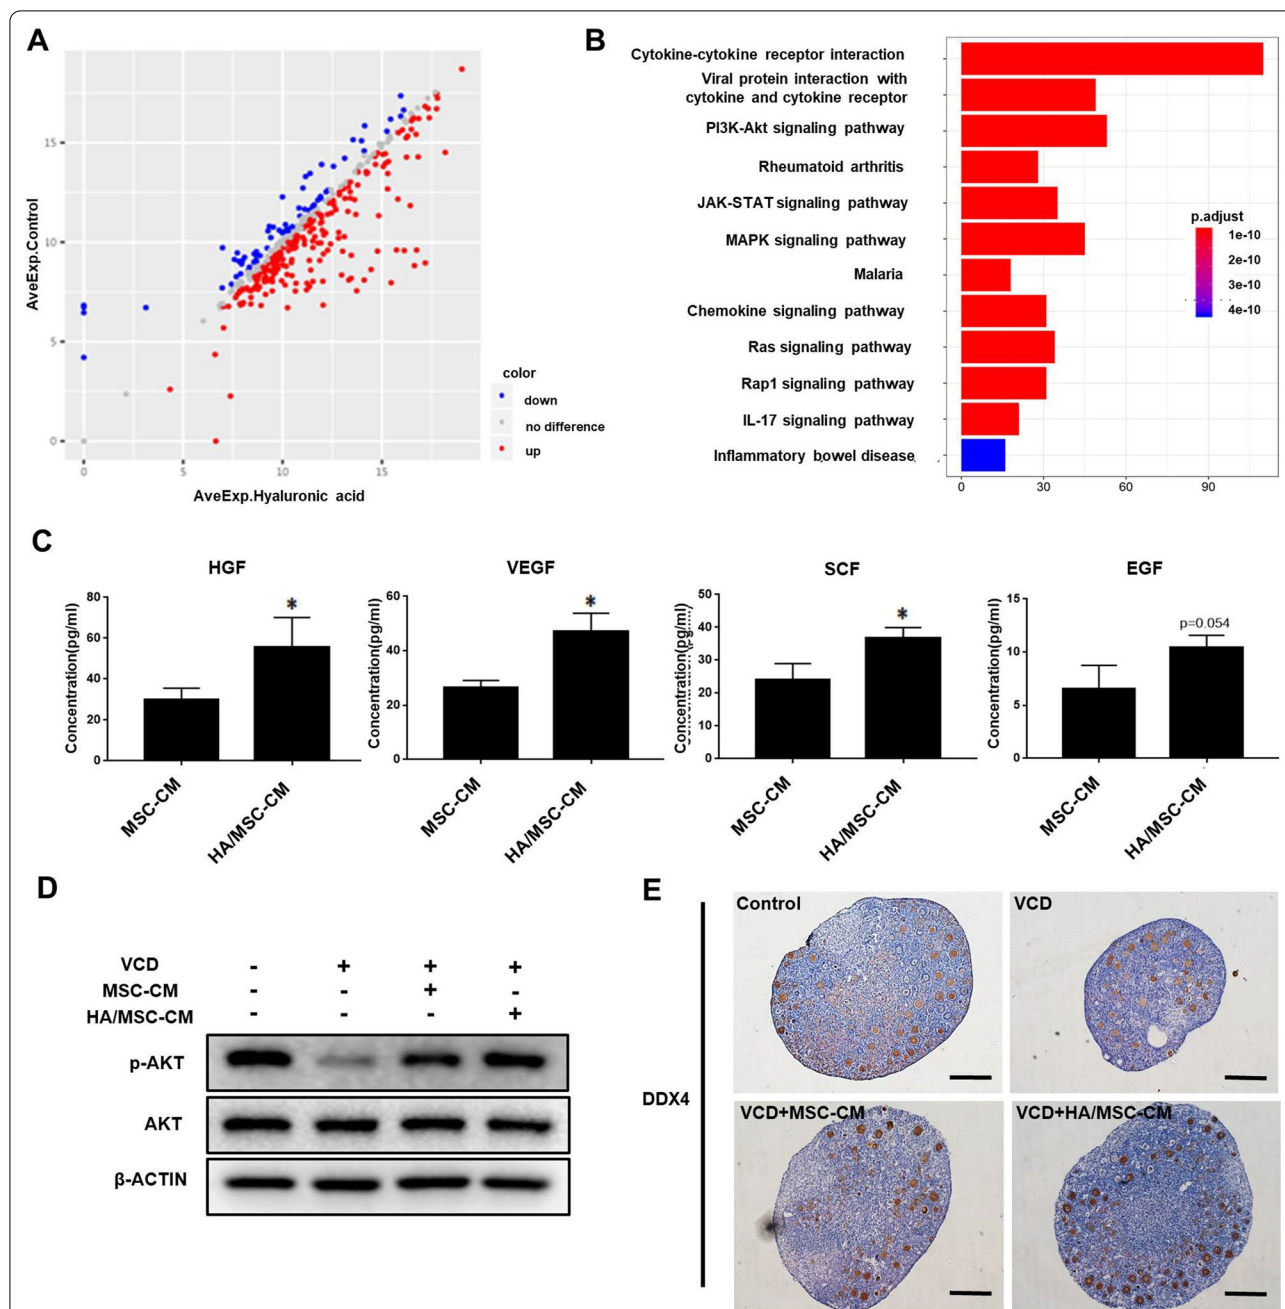 A
AveExp.Control
15
10
5
0
0
5
10
15
AveExp.Hyaluronic acid
color
down
no difference
up
B
Cytokine-cytokine receptor interaction
Viral protein interaction with
cytokine and cytokine receptor
PI3K-Akt signaling pathway
Rheumatoid arthritis
JAK-STAT signaling pathway
MAPK signaling pathway
Malaria
Chemokine signaling pathway
Ras signaling pathway
Rap1 signaling pathway
IL-17 signaling pathway
Inflammatory bowel disease
0
30
60
90
p.adjust
1e-10
2e-10
3e-10
4e-10
C
HGF
Concentration(pg/ml)
80
60
40
20
0
*
MSC-CM
HA/MSC-CM
VEGF
Concentration(pg/ml)
60
40
20
0
*
MSC-CM
HA/MSC-CM
SCF
Concentration(pg/ml)
50
40
30
20
10
0
*
MSC-CM
HA/MSC-CM
EGF
Concentration(pg/ml)
15
10
5
0
p=0.054
MSC-CM
HA/MSC-CM
D
VCD - + + +
MSC-CM - - + -
HA/MSC-CM - - - +
p-AKT
AKT
β-ACTIN
E
DDX4
Control
VCD
VCD+MSC-CM
VCD+HA/MSC-CM